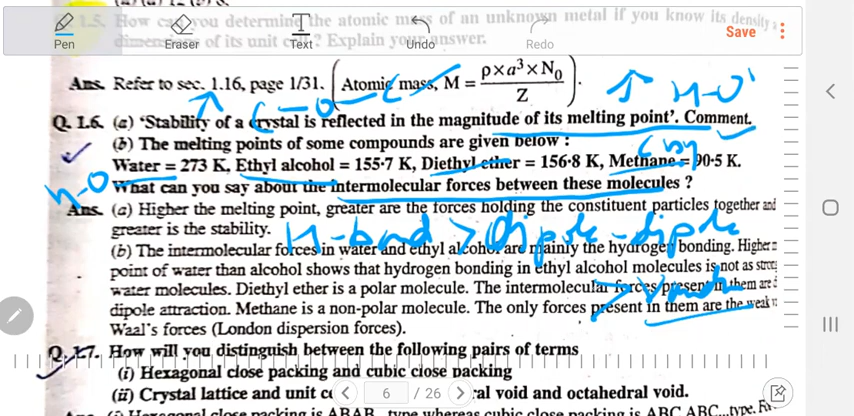 1.5. How can you determine the atomic mass of an unknown metal if you know its density
dimensions of its unit cell? Explain your answer.
Pen
Eraser
Text
Undo
Redo
Save
Ans. Refer to sec. 1.16, page 1/31. (Atomic mass, M = ρ×a³×N₀ / Z).
H-O
C-O-C
Q. 1.6. (a) 'Stability of a crystal is reflected in the magnitude of its melting point'. Comment.
(b) The melting points of some compounds are given below :
Water = 273 K, Ethyl alcohol = 155·7 K, Diethyl ether = 156·8 K, Methane = 90·5 K.
H-O
What can you say about the intermolecular forces between these molecules ?
Ans. (a) Higher the melting point, greater are the forces holding the constituent particles together and
greater is the stability.
H-bond > dipole-dipole
(b) The intermolecular forces in water and ethyl alcohol are mainly the hydrogen bonding. Higher
point of water than alcohol shows that hydrogen bonding in ethyl alcohol molecules is not as
water molecules. Diethyl ether is a polar molecule. The intermolecular forces present in them are
dipole attraction. Methane is a non-polar molecule. The only forces present in them are the weak
Waal's forces (London dispersion forces).
Q. 1.7. How will you distinguish between the following pairs of terms
(i) Hexagonal close packing and cubic close packing
(ii) Crystal lattice and unit
6 / 26
void and octahedral void.
Hexagonal close packing is ABAB type whereas cubic close packing is ABC ABC... type.